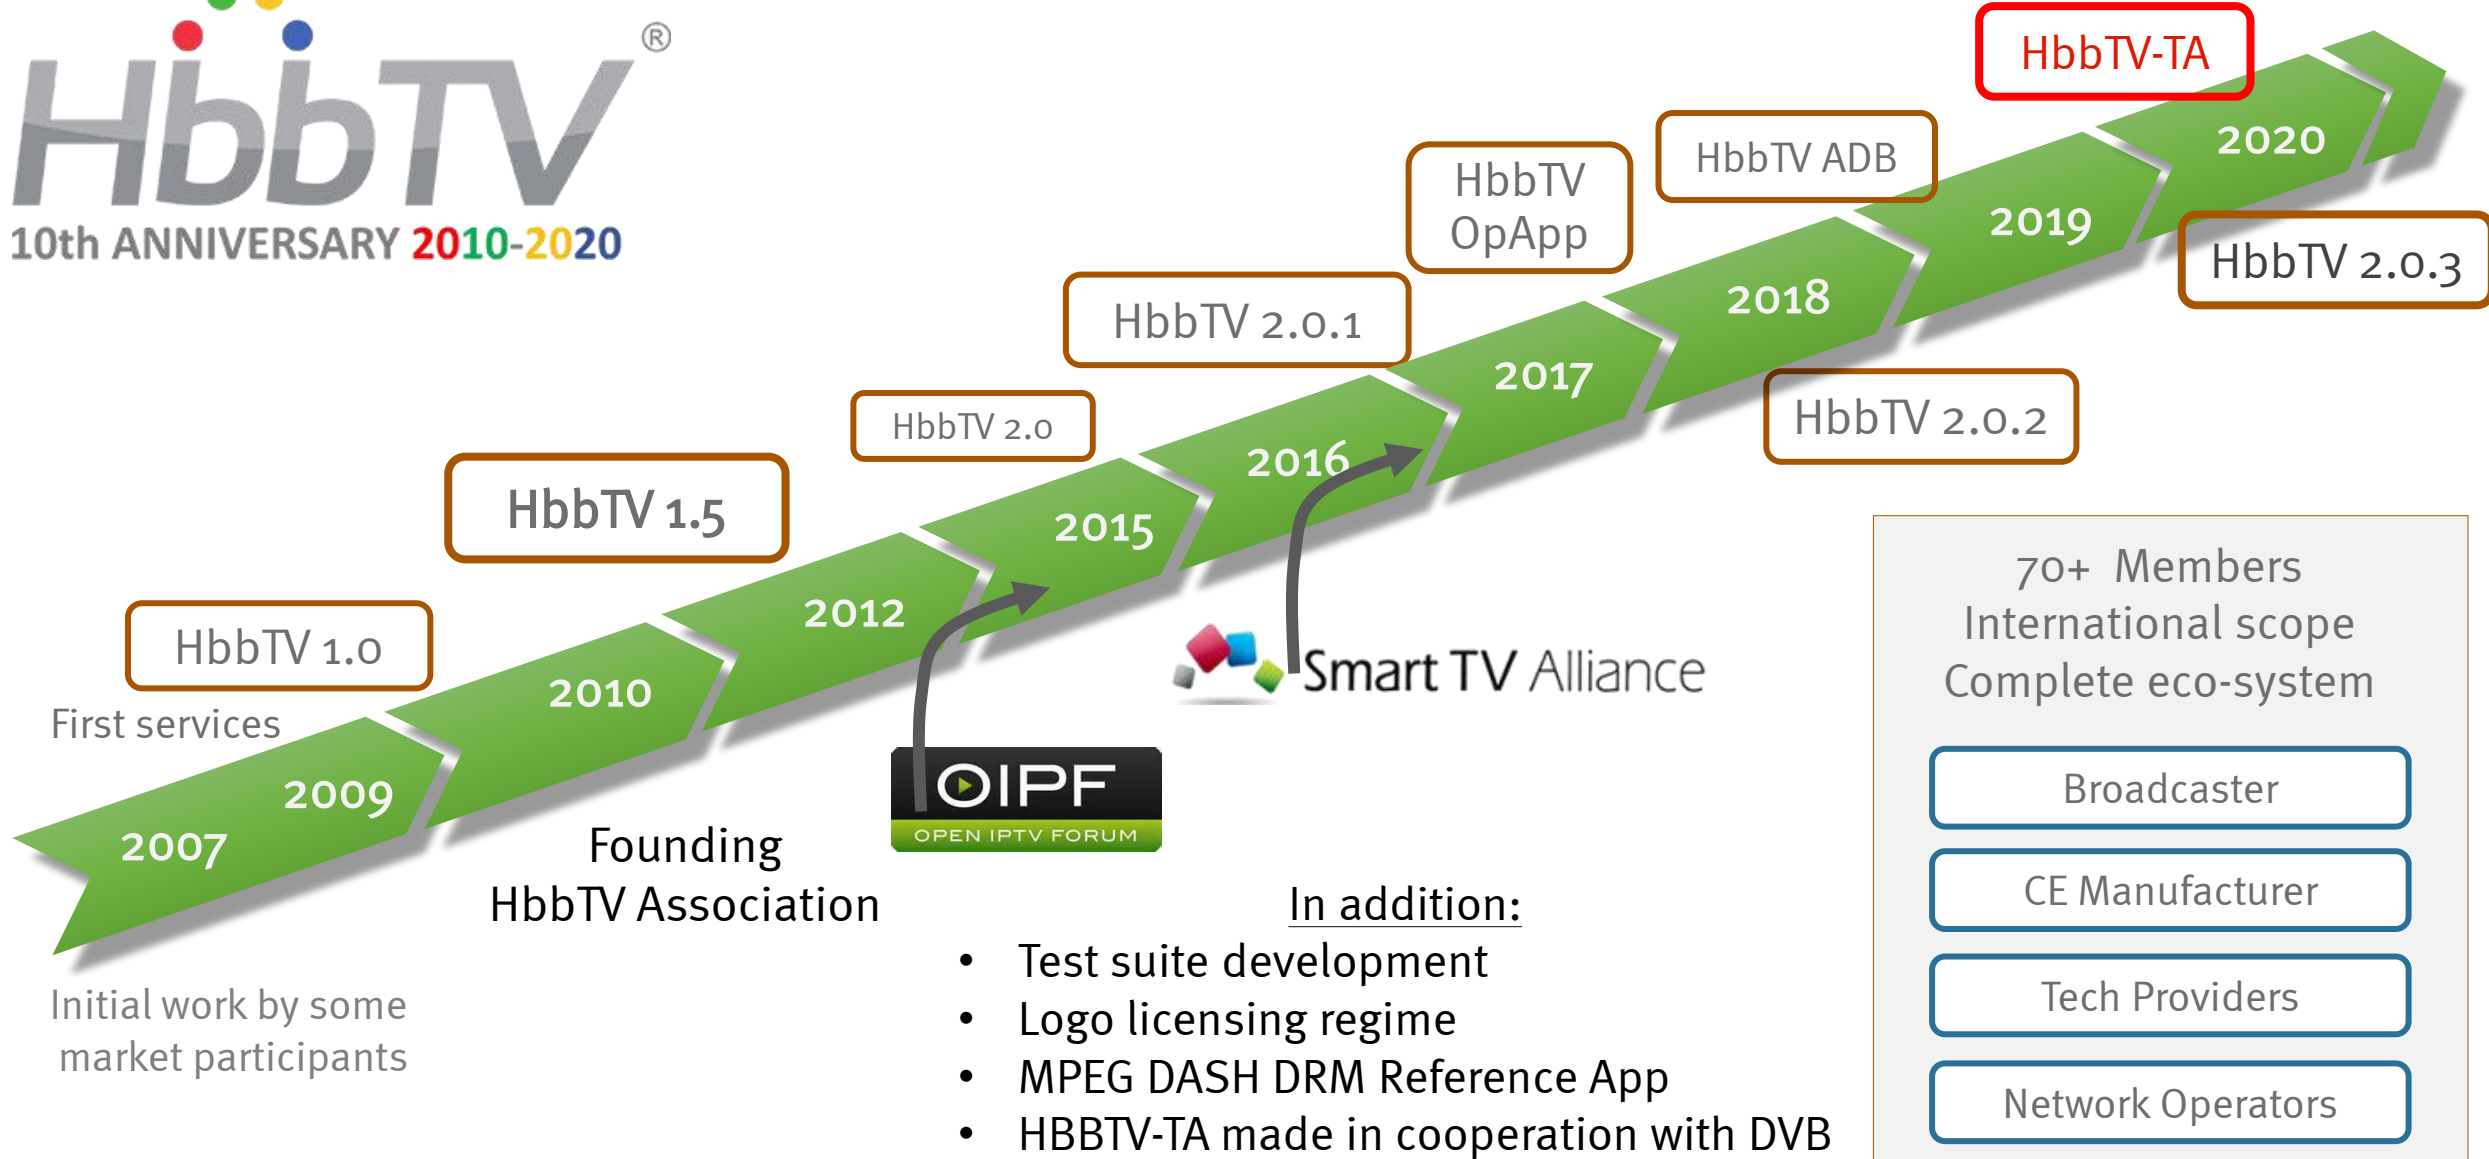 HbbTV®
10th ANNIVERSARY 2010-2020
HbbTV-TA
2020
HbbTV 2.0.3
HbbTV ADB
2019
HbbTV
OpApp
2018
HbbTV 2.0.2
HbbTV 2.0.1
2017
2016
HbbTV 2.0
2015
HbbTV 1.5
2012
HbbTV 1.0
2010
First services
2009
2007
Initial work by some
market participants
Founding
HbbTV Association
OIPF
OPEN IPTV FORUM
Smart TV Alliance
In addition:
• Test suite development
• Logo licensing regime
• MPEG DASH DRM Reference App
• HBBTV-TA made in cooperation with DVB
70+ Members
International scope
Complete eco-system
Broadcaster
CE Manufacturer
Tech Providers
Network Operators